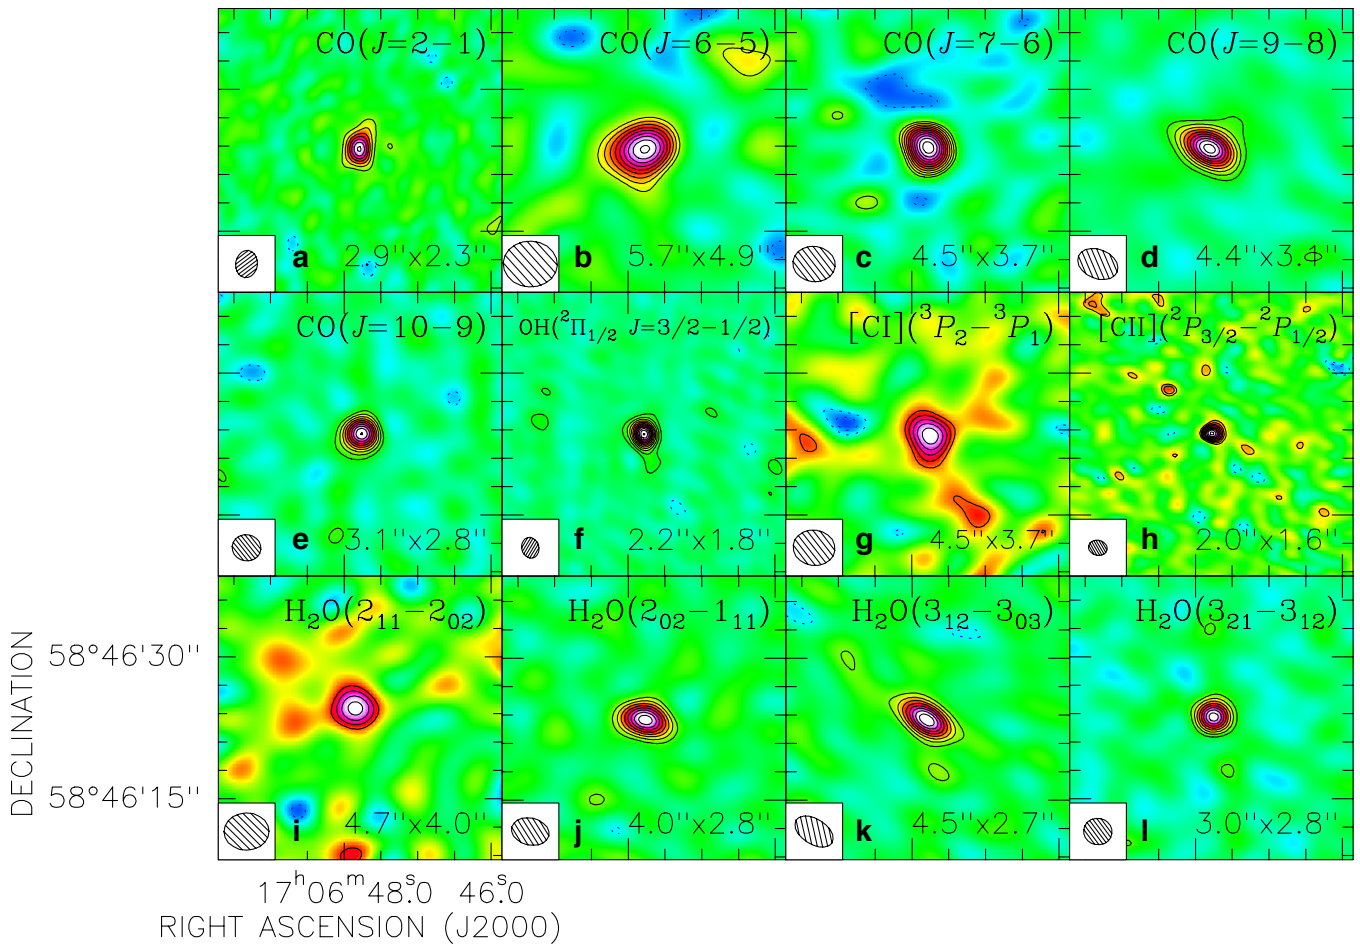 CO(J=2−1)
CO(J=6−5)
CO(J=7−6)
CO(J=9−8)
a 2.9''x2.3''
b 5.7''x4.9''
c 4.5''x3.7''
d 4.4''x3.1''
CO(J=10−9)
OH(²Π₁/₂ J=3/2−1/2)
[CI](³P₂−³P₁)
[CII](²P₃/₂−²P₁/₂)
e 3.1''x2.8''
f 2.2''x1.8''
g 4.5''x3.7''
h 2.0''x1.6''
H₂O(2₁₁−2₀₂)
H₂O(2₀₂−1₁₁)
H₂O(3₁₂−3₀₃)
H₂O(3₂₁−3₁₂)
i 4.7''x4.0''
j 4.0''x2.8''
k 4.5''x2.7''
l 3.0''x2.8''
DECLINATION
58°46'30''
58°46'15''
17ʰ06ᵐ48ˢ.0 46ˢ.0
RIGHT ASCENSION (J2000)